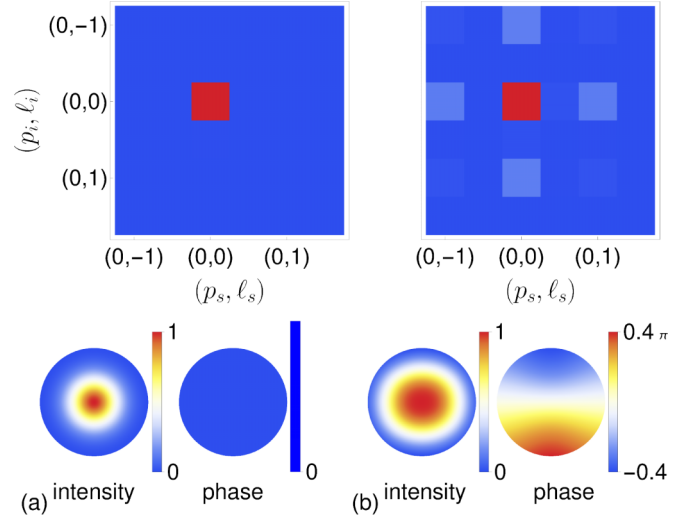 (0,−1)
(0,0)
(0,1)
(p_i, ℓ_i)
(0,−1) (0,0) (0,1)
(p_s, ℓ_s)
(0,−1) (0,0) (0,1)
(p_s, ℓ_s)
1
0
0
1
0
0.4 π
−0.4
(a) intensity phase
(b) intensity phase